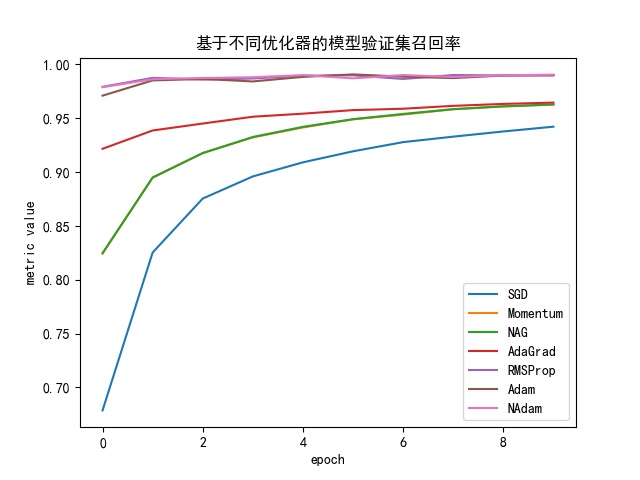 基于不同优化器的模型验证集召回率
1.00
0.95
0.90
0.85
0.80
0.75
0.70
metric value
0
2
4
6
8
epoch
SGD
Momentum
NAG
AdaGrad
RMSProp
Adam
NAdam